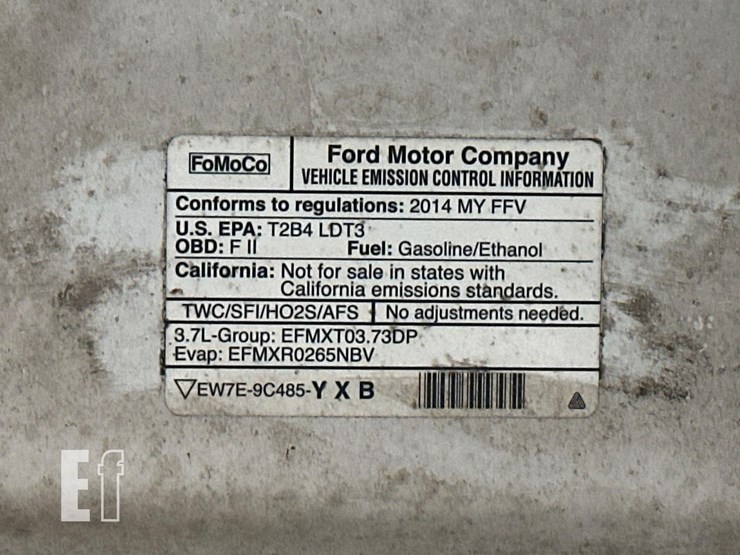 FoMoCo
Ford Motor Company
VEHICLE EMISSION CONTROL INFORMATION
Conforms to regulations: 2014 MY FFV
U.S. EPA: T2B4 LDT3
OBD: F II Fuel: Gasoline/Ethanol
California: Not for sale in states with
California emissions standards.
TWC/SFI/HO2S/AFS No adjustments needed.
3.7L-Group: EFMXT03.73DP
Evap: EFMXR0265NBV
EW7E-9C485-Y X B
Ef